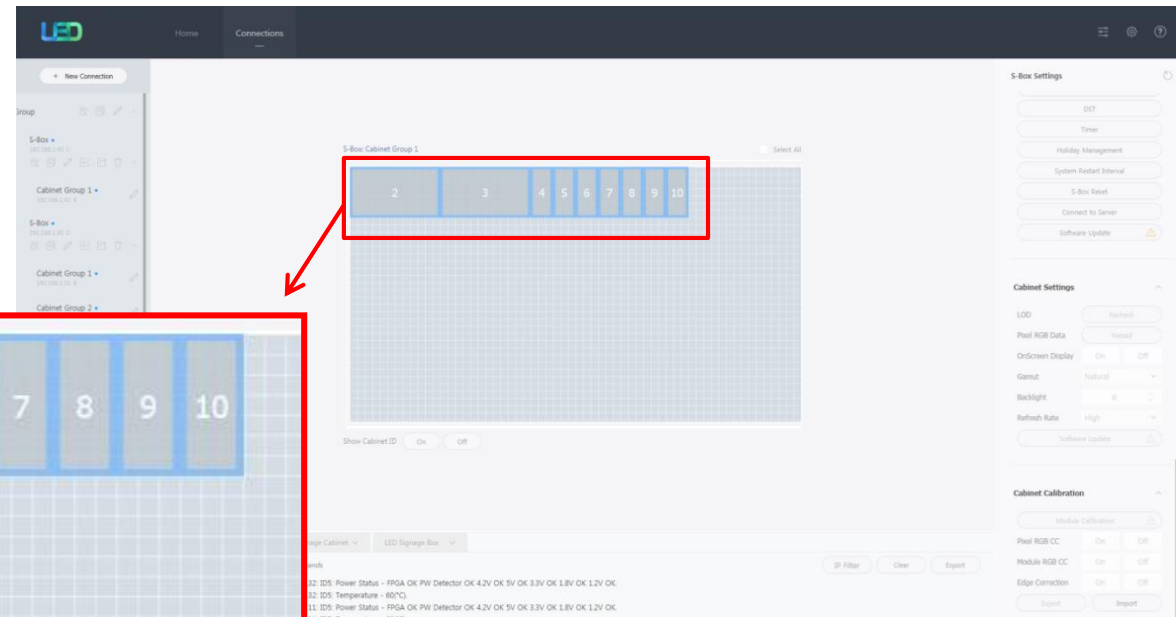 LED
Home
Connections
+ New Connection
Group
S-Box
Cabinet Group 1
S-Box
Cabinet Group 1
Cabinet Group 2
S-Box: Cabinet Group 1
Select All
2 3 4 5 6 7 8 9 10
7 8 9 10
Show Cabinet ID On Off
LED Signage Box
IP Filter Clear Export
32: ID5: Power Status - FPGA OK PW Detector OK 4.2V OK 5V OK 3.3V OK 1.8V OK 1.2V OK.
32: ID5: Temperature - 60(°C).
11: ID5: Power Status - FPGA OK PW Detector OK 4.2V OK 5V OK 3.3V OK 1.8V OK 1.2V OK.
S-Box Settings
DST
Timer
Holiday Management
System Restart Interval
S-Box Reset
Connect to Server
Software Update
Cabinet Settings
LOD
Pixel RGB Data Reload
OnScreen Display On Off
Gamut Natural
Backlight
Refresh Rate High
Software Update
Cabinet Calibration
Module Calibration
Pixel RGB CC On Off
Module RGB CC On Off
Edge Correction On Off
Export Import